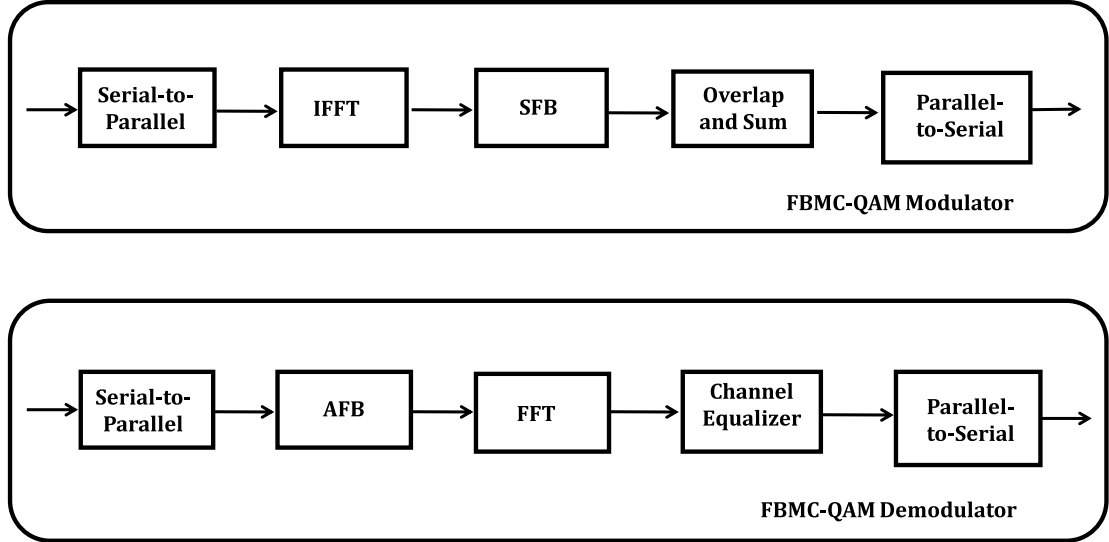 Serial-to-
Parallel
IFFT
SFB
Overlap
and Sum
Parallel-
to-Serial
FBMC-QAM Modulator
Serial-to-
Parallel
AFB
FFT
Channel
Equalizer
Parallel-
to-Serial
FBMC-QAM Demodulator